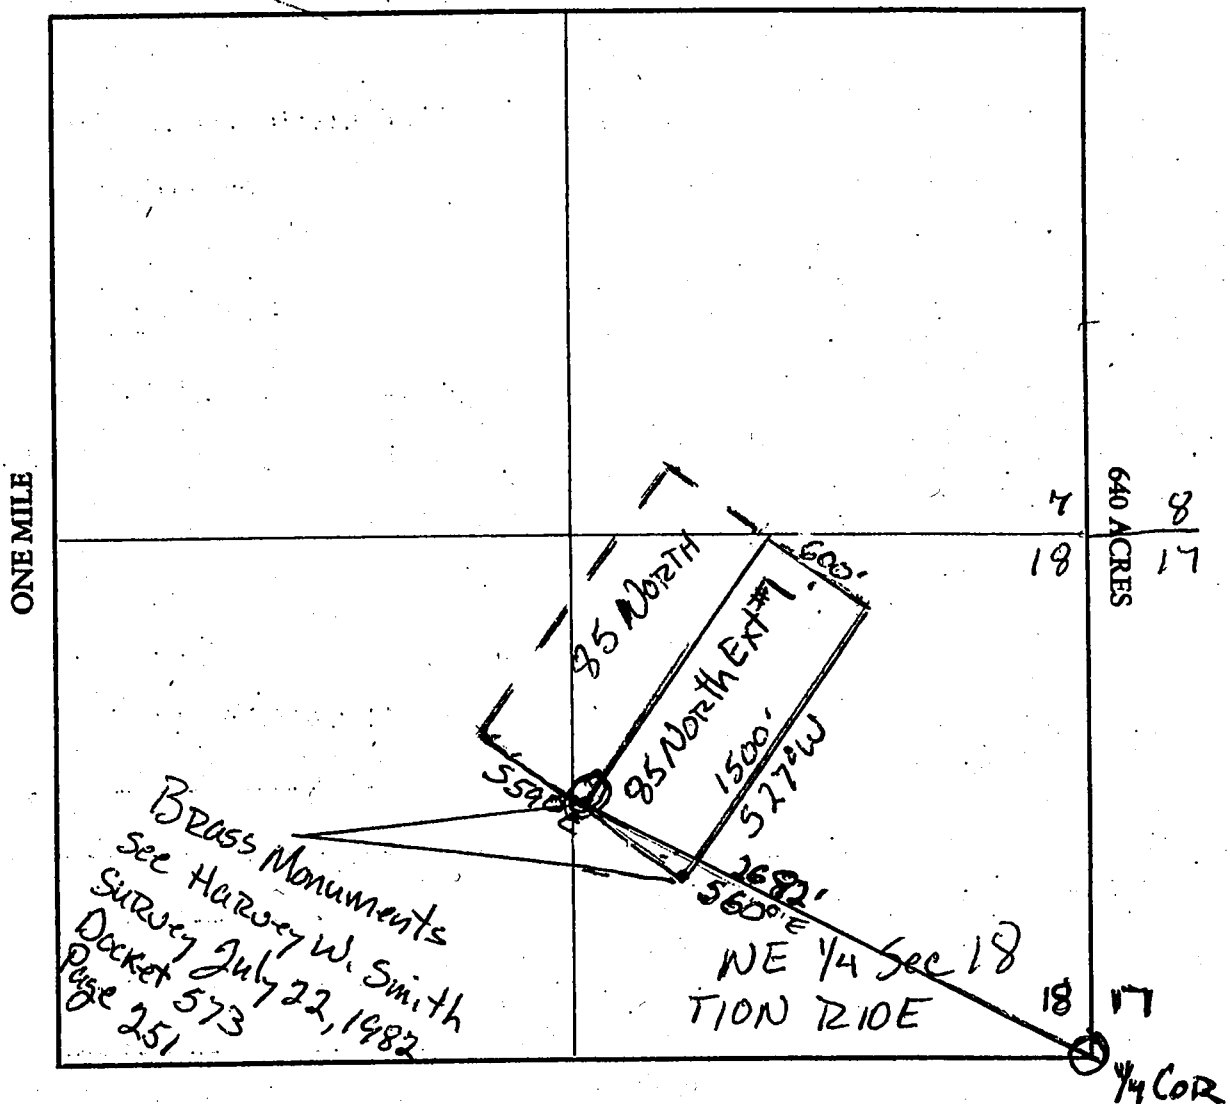 ONE MILE
640 ACRES
7 8
18 17
85 NORTH
600'
85 North Ext #1
1500'
S27°W
S59°
E
2682'
S60°E
Brass Monuments
see Harvey W. Smith
Survey July 22, 1982
Docket 573
Page 251
NE 1/4 Sec 18
T10N R10E
18 17
1/4 COR